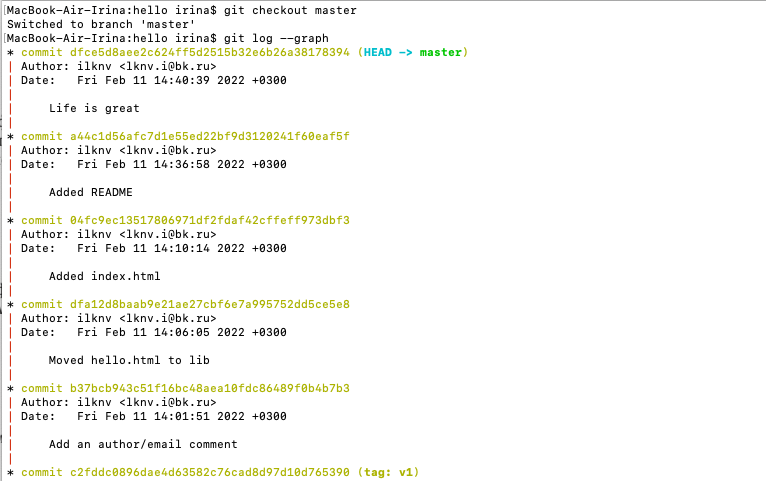 MacBook-Air-Irina:hello irina$ git checkout master
Switched to branch 'master'
[MacBook-Air-Irina:hello irina$ git log --graph
* commit dfce5d8aee2c624ff5d2515b32e6b26a38178394 (HEAD -> master)
| Author: ilknv <lknv.i@bk.ru>
| Date:   Fri Feb 11 14:40:39 2022 +0300
|
|     Life is great
|
* commit a44c1d56afc7d1e55ed22bf9d3120241f60eaf5f
| Author: ilknv <lknv.i@bk.ru>
| Date:   Fri Feb 11 14:36:58 2022 +0300
|
|     Added README
|
* commit 04fc9ec13517806971df2fdaf42cffeff973dbf3
| Author: ilknv <lknv.i@bk.ru>
| Date:   Fri Feb 11 14:10:14 2022 +0300
|
|     Added index.html
|
* commit dfa12d8baab9e21ae27cbf6e7a995752dd5ce5e8
| Author: ilknv <lknv.i@bk.ru>
| Date:   Fri Feb 11 14:06:05 2022 +0300
|
|     Moved hello.html to lib
|
* commit b37bcb943c51f16bc48aea10fdc86489f0b4b7b3
| Author: ilknv <lknv.i@bk.ru>
| Date:   Fri Feb 11 14:01:51 2022 +0300
|
|     Add an author/email comment
|
* commit c2fddc0896dae4d63582c76cad8d97d10d765390 (tag: v1)